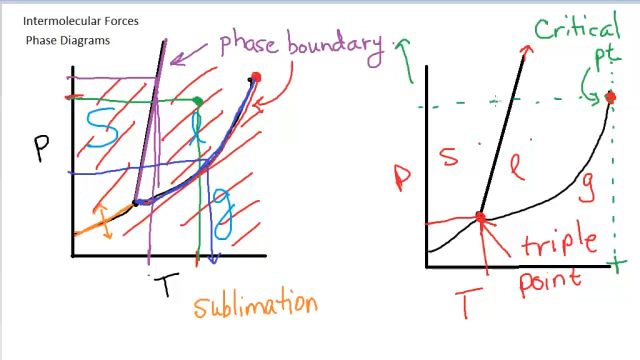 Intermolecular Forces
Phase Diagrams
phase boundary
Critical
pt.
P
S
l
g
T
sublimation
P
S
l
g
triple
point
T